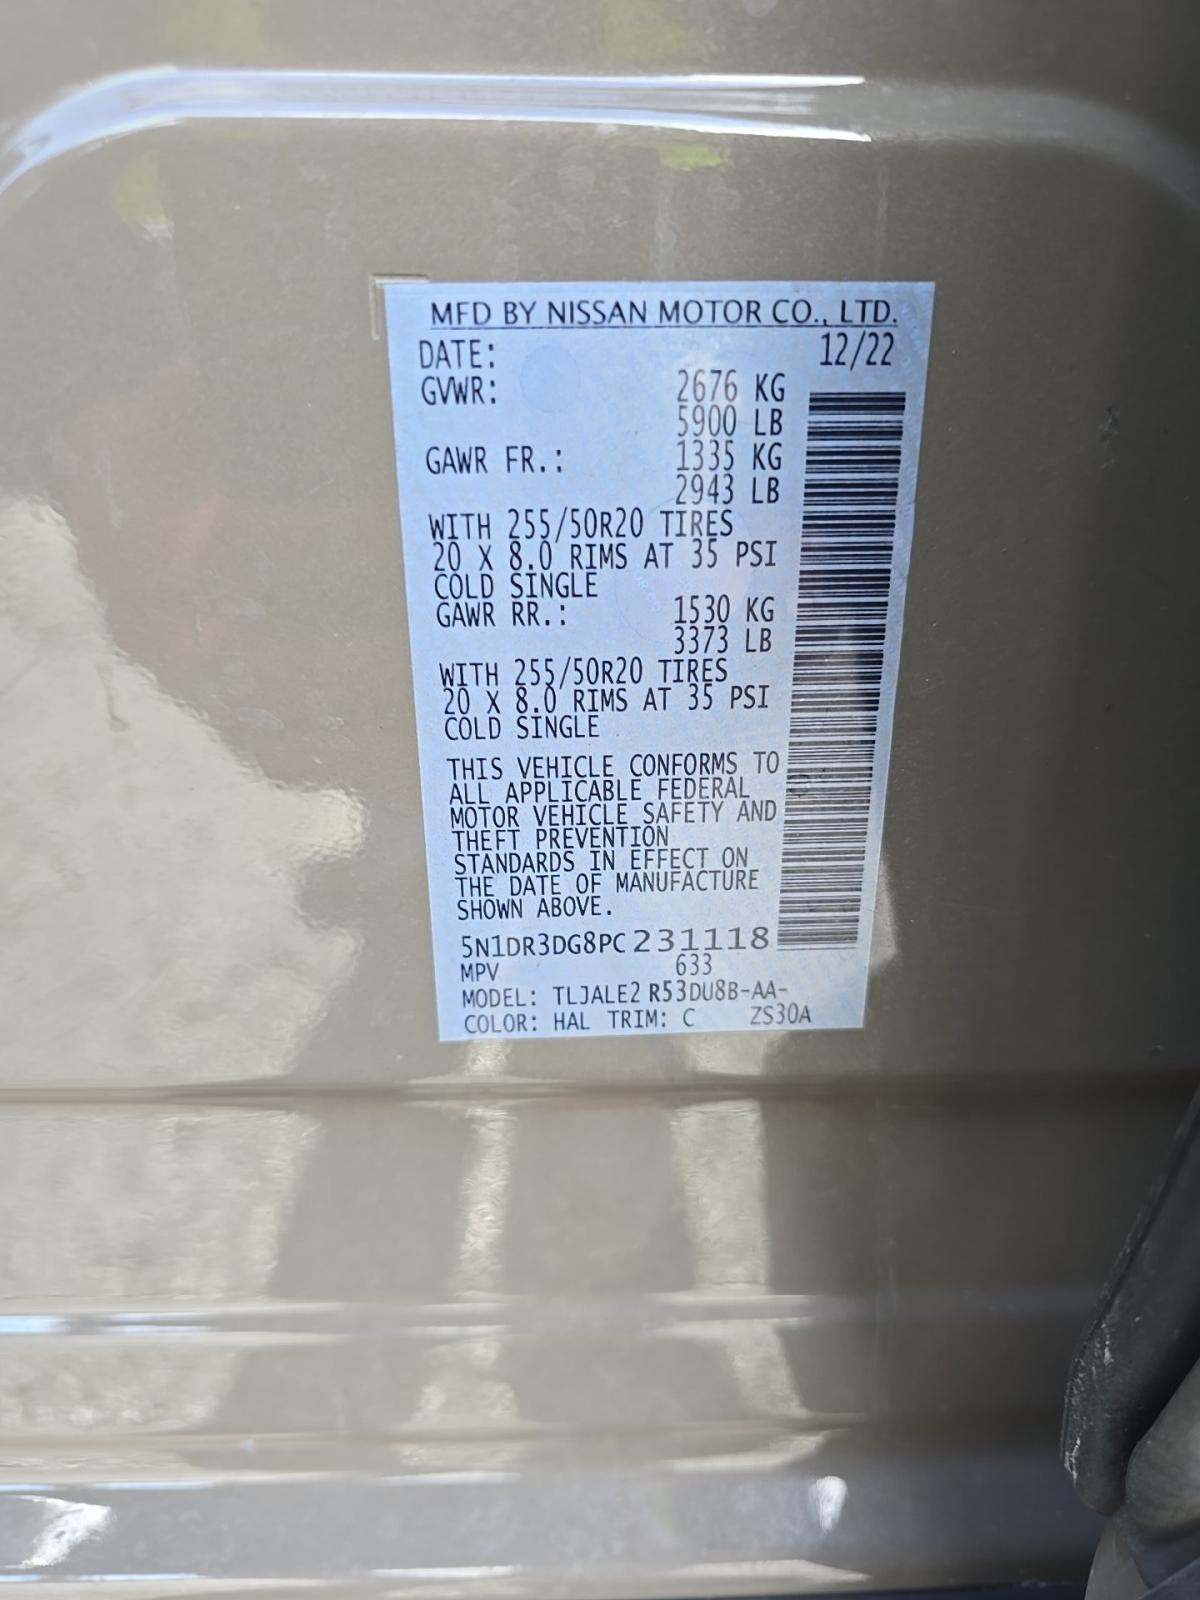 MFD BY NISSAN MOTOR CO., LTD.
DATE: 12/22
GVWR: 2676 KG
5900 LB
GAWR FR.: 1335 KG
2943 LB
WITH 255/50R20 TIRES
20 X 8.0 RIMS AT 35 PSI
COLD SINGLE
GAWR RR.: 1530 KG
3373 LB
WITH 255/50R20 TIRES
20 X 8.0 RIMS AT 35 PSI
COLD SINGLE
THIS VEHICLE CONFORMS TO
ALL APPLICABLE FEDERAL
MOTOR VEHICLE SAFETY AND
THEFT PREVENTION
STANDARDS IN EFFECT ON
THE DATE OF MANUFACTURE
SHOWN ABOVE.
5N1DR3DG8PC231118
MPV 633
MODEL: TLJALE2 R53DU8B-AA-
COLOR: HAL TRIM: C ZS30A